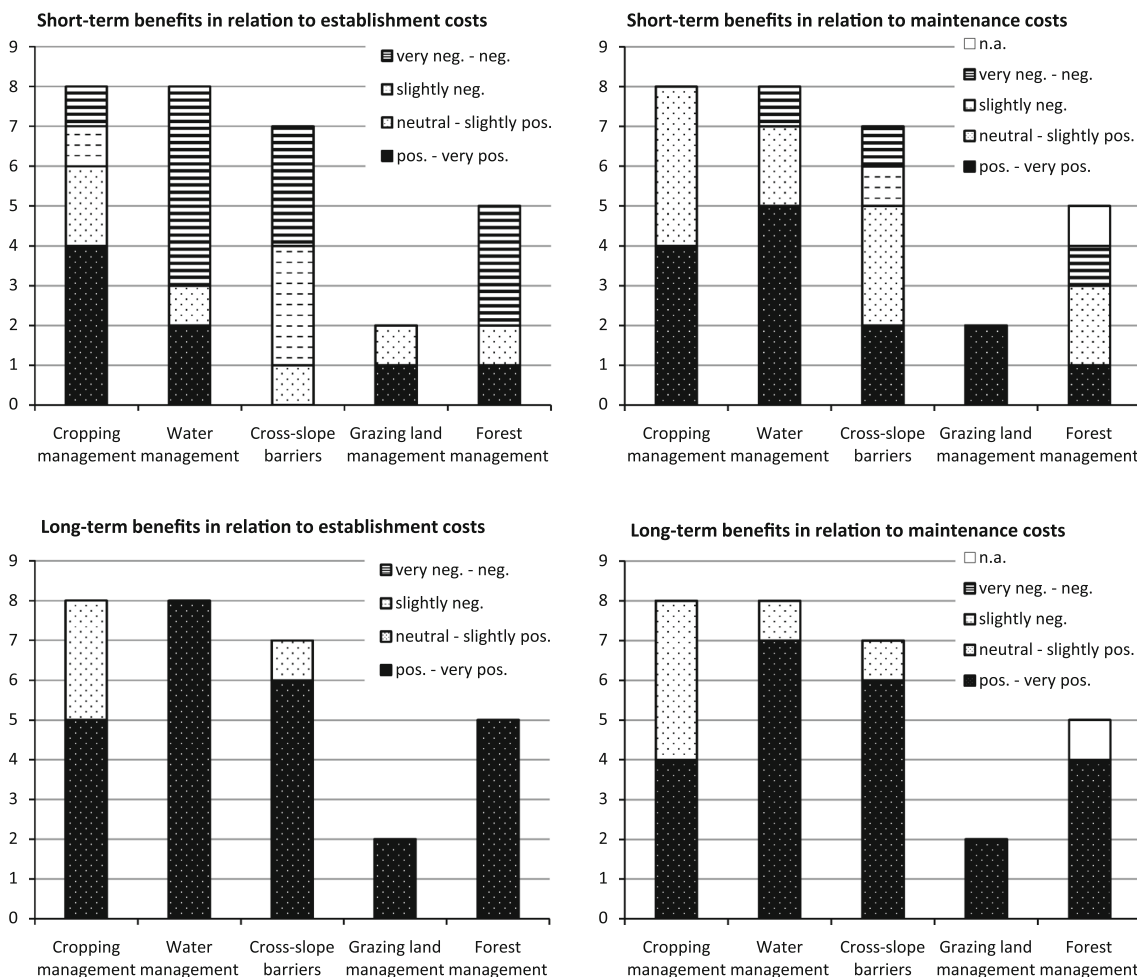 Short-term benefits in relation to establishment costs
9
8
7
6
5
4
3
2
1
0
very neg. - neg.
slightly neg.
neutral - slightly pos.
pos. - very pos.
Cropping management
Water management
Cross-slope barriers
Grazing land management
Forest management
Short-term benefits in relation to maintenance costs
9
8
7
6
5
4
3
2
1
0
n.a.
very neg. - neg.
slightly neg.
neutral - slightly pos.
pos. - very pos.
Cropping management
Water management
Cross-slope barriers
Grazing land management
Forest management
Long-term benefits in relation to establishment costs
9
8
7
6
5
4
3
2
1
0
very neg. - neg.
slightly neg.
neutral - slightly pos.
pos. - very pos.
Cropping management
Water management
Cross-slope barriers
Grazing land management
Forest management
Long-term benefits in relation to maintenance costs
9
8
7
6
5
4
3
2
1
0
n.a.
very neg. - neg.
slightly neg.
neutral - slightly pos.
pos. - very pos.
Cropping management
Water management
Cross-slope barriers
Grazing land management
Forest management